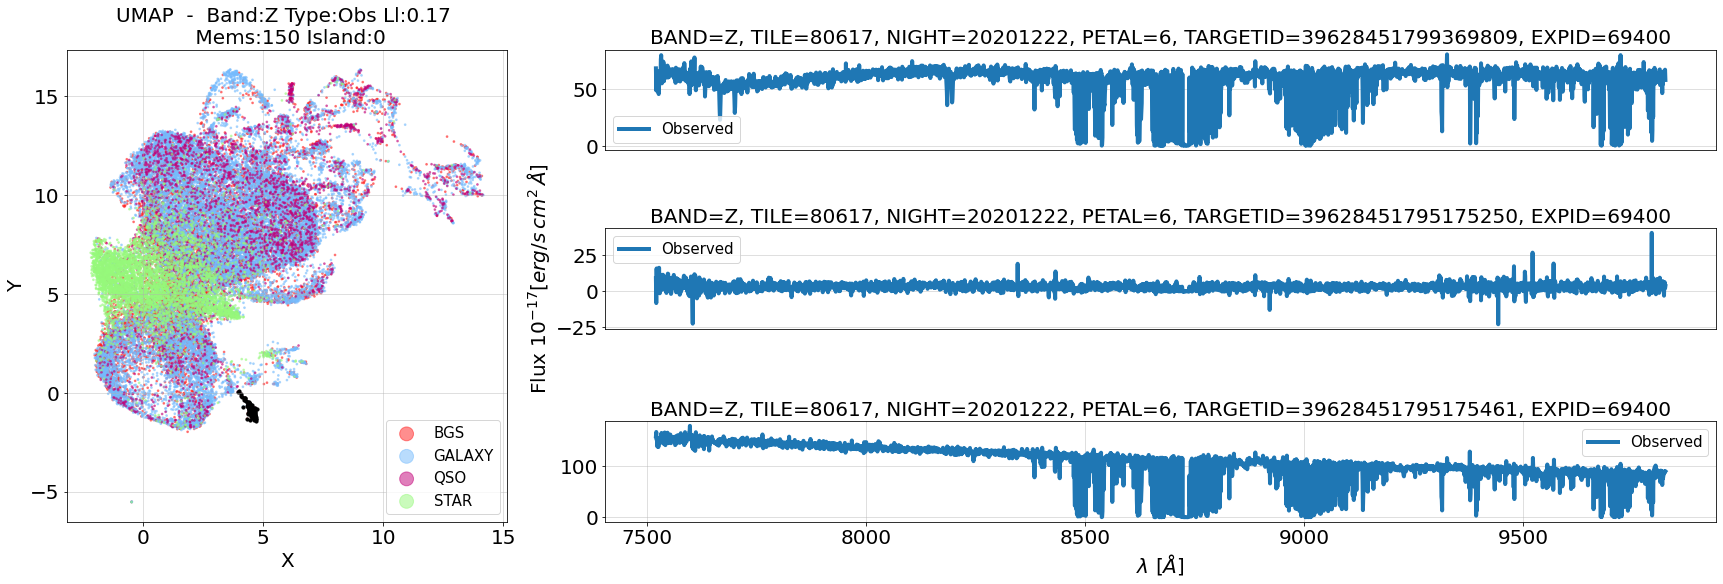 UMAP  -  Band:Z Type:Obs Ll:0.17
Mems:150 Island:0
15
10
5
0
−5
Y
0
5
10
15
X
BGS
GALAXY
QSO
STAR
Flux 10⁻¹⁷[erg/s cm² Å]
BAND=Z, TILE=80617, NIGHT=20201222, PETAL=6, TARGETID=39628451799369809, EXPID=69400
50
0
Observed
BAND=Z, TILE=80617, NIGHT=20201222, PETAL=6, TARGETID=39628451795175250, EXPID=69400
25
0
−25
Observed
BAND=Z, TILE=80617, NIGHT=20201222, PETAL=6, TARGETID=39628451795175461, EXPID=69400
100
0
Observed
7500
8000
8500
9000
9500
λ [Å]